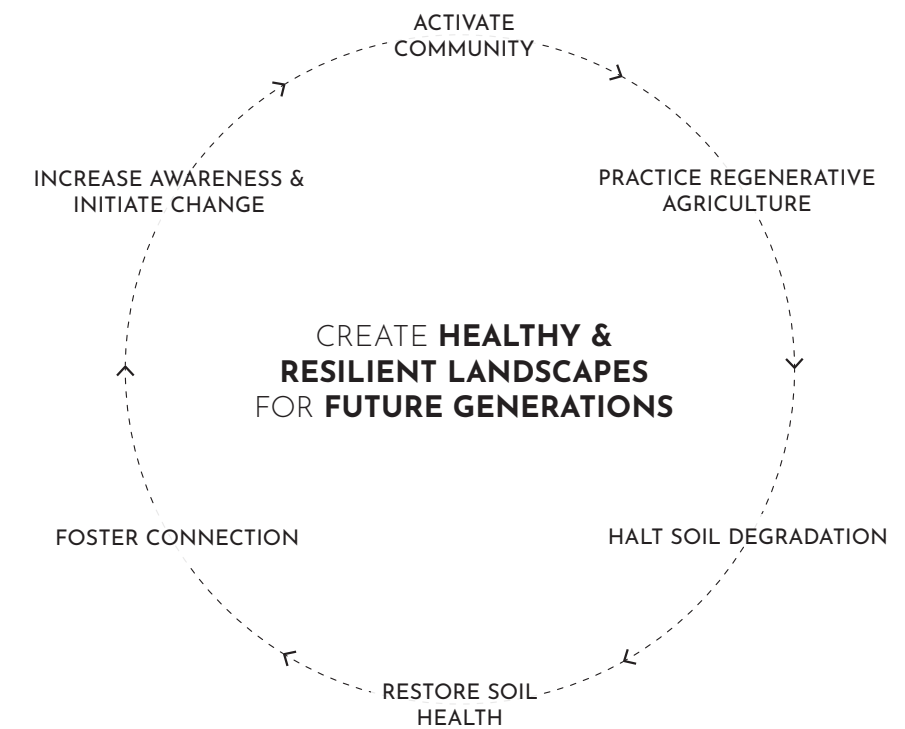 ACTIVATE
COMMUNITY
INCREASE AWARENESS &
INITIATE CHANGE
PRACTICE REGENERATIVE
AGRICULTURE
CREATE HEALTHY &
RESILIENT LANDSCAPES
FOR FUTURE GENERATIONS
FOSTER CONNECTION
HALT SOIL DEGRADATION
RESTORE SOIL
HEALTH